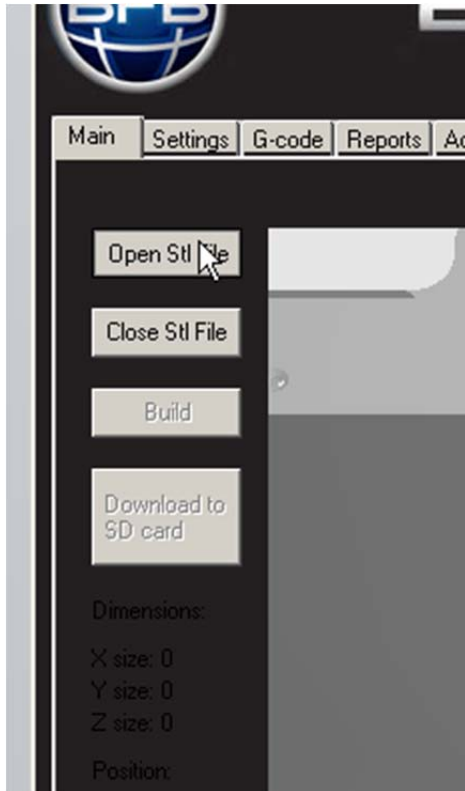 BFB
Main Settings G-code Reports
Open Stl File
Close Stl File
Build
Download to
SD card
Dimensions:
X size: 0
Y size: 0
Z size: 0
Position: